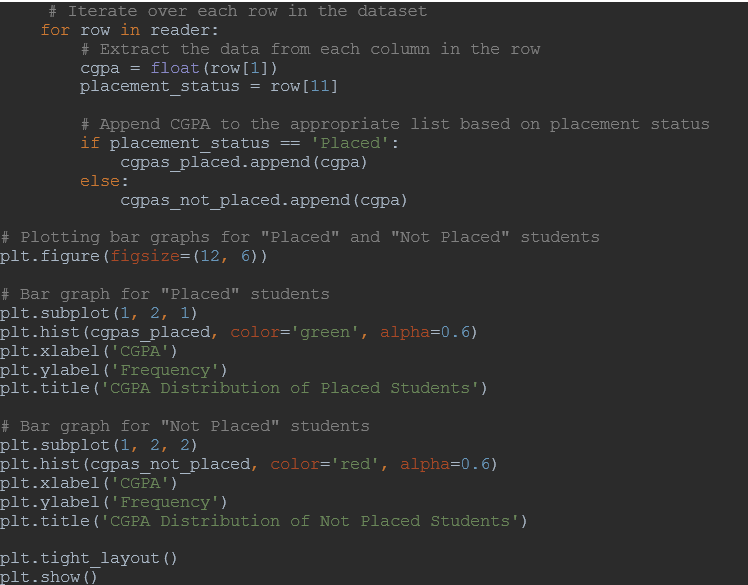 # Iterate over each row in the dataset
for row in reader:
# Extract the data from each column in the row
cgpa = float(row[1])
placement_status = row[11]
# Append CGPA to the appropriate list based on placement status
if placement_status == 'Placed':
cgpas_placed.append(cgpa)
else:
cgpas_not_placed.append(cgpa)
# Plotting bar graphs for "Placed" and "Not Placed" students
plt.figure(figsize=(12, 6))
# Bar graph for "Placed" students
plt.subplot(1, 2, 1)
plt.hist(cgpas_placed, color='green', alpha=0.6)
plt.xlabel('CGPA')
plt.ylabel('Frequency')
plt.title('CGPA Distribution of Placed Students')
# Bar graph for "Not Placed" students
plt.subplot(1, 2, 2)
plt.hist(cgpas_not_placed, color='red', alpha=0.6)
plt.xlabel('CGPA')
plt.ylabel('Frequency')
plt.title('CGPA Distribution of Not Placed Students')
plt.tight_layout()
plt.show()